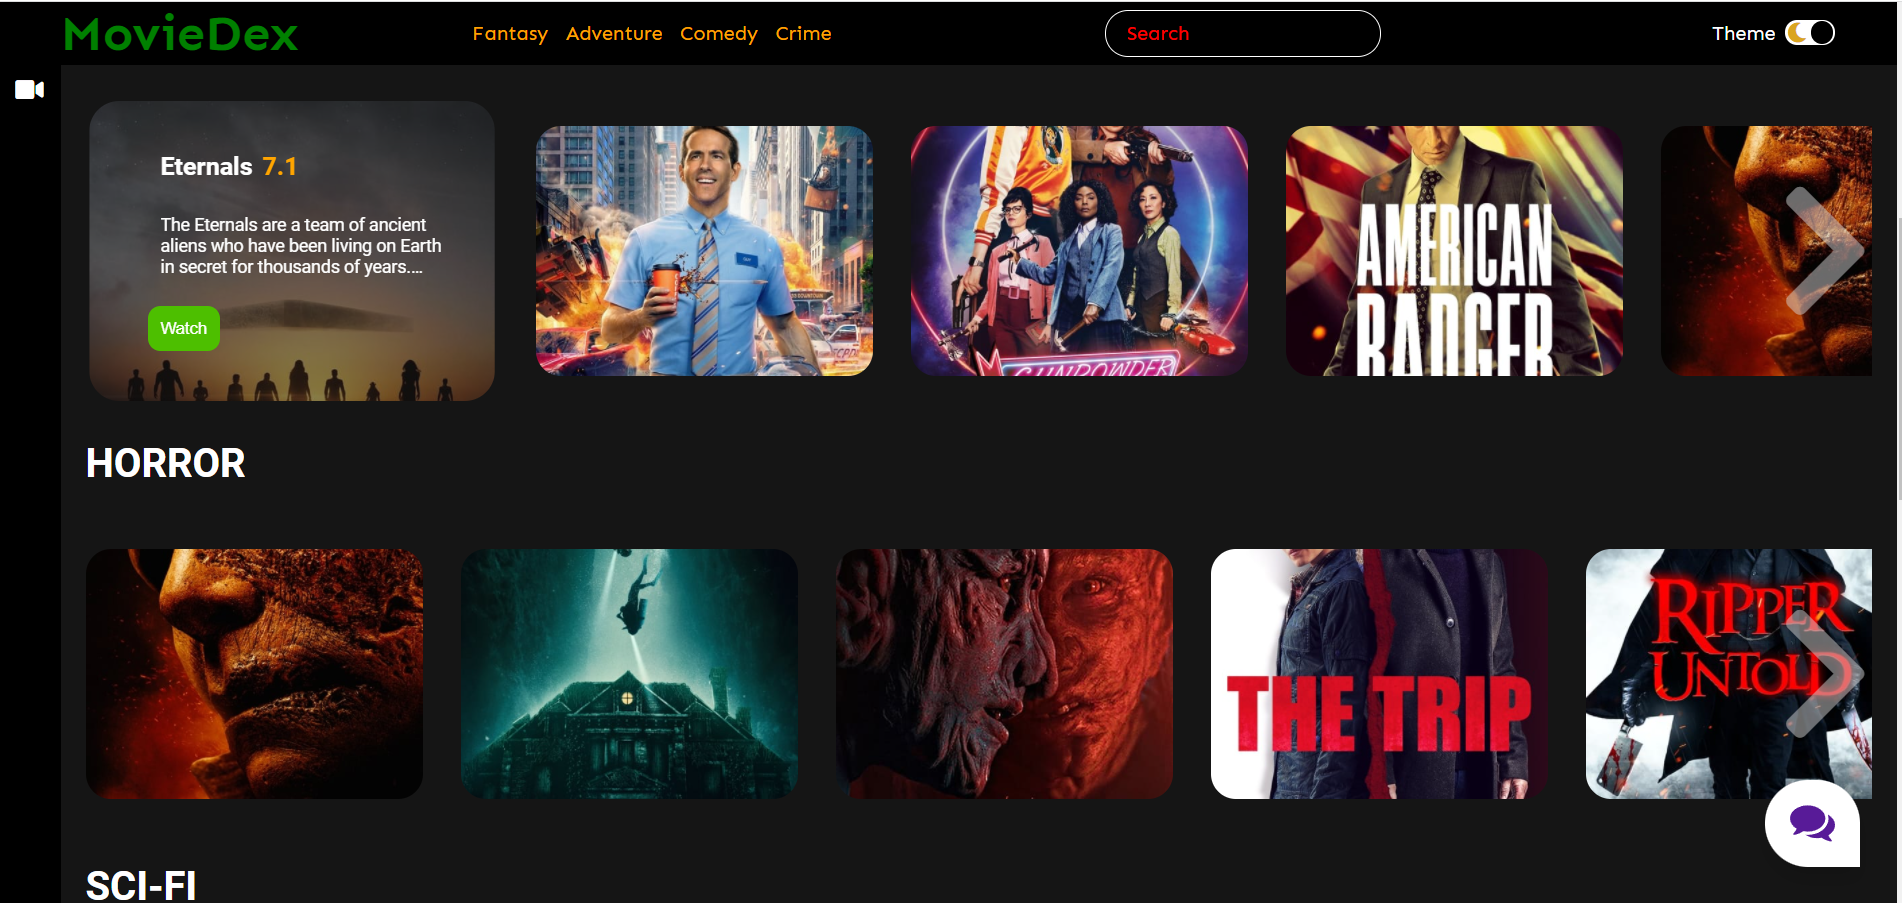 MovieDex
Fantasy Adventure Comedy Crime
Search
Theme
Eternals 7.1
The Eternals are a team of ancient
aliens who have been living on Earth
in secret for thousands of years....
Watch
AMERICAN
BADGER
GUNPOWDER
HORROR
THE TRIP
RIPPER
UNTOLD
SCI-FI